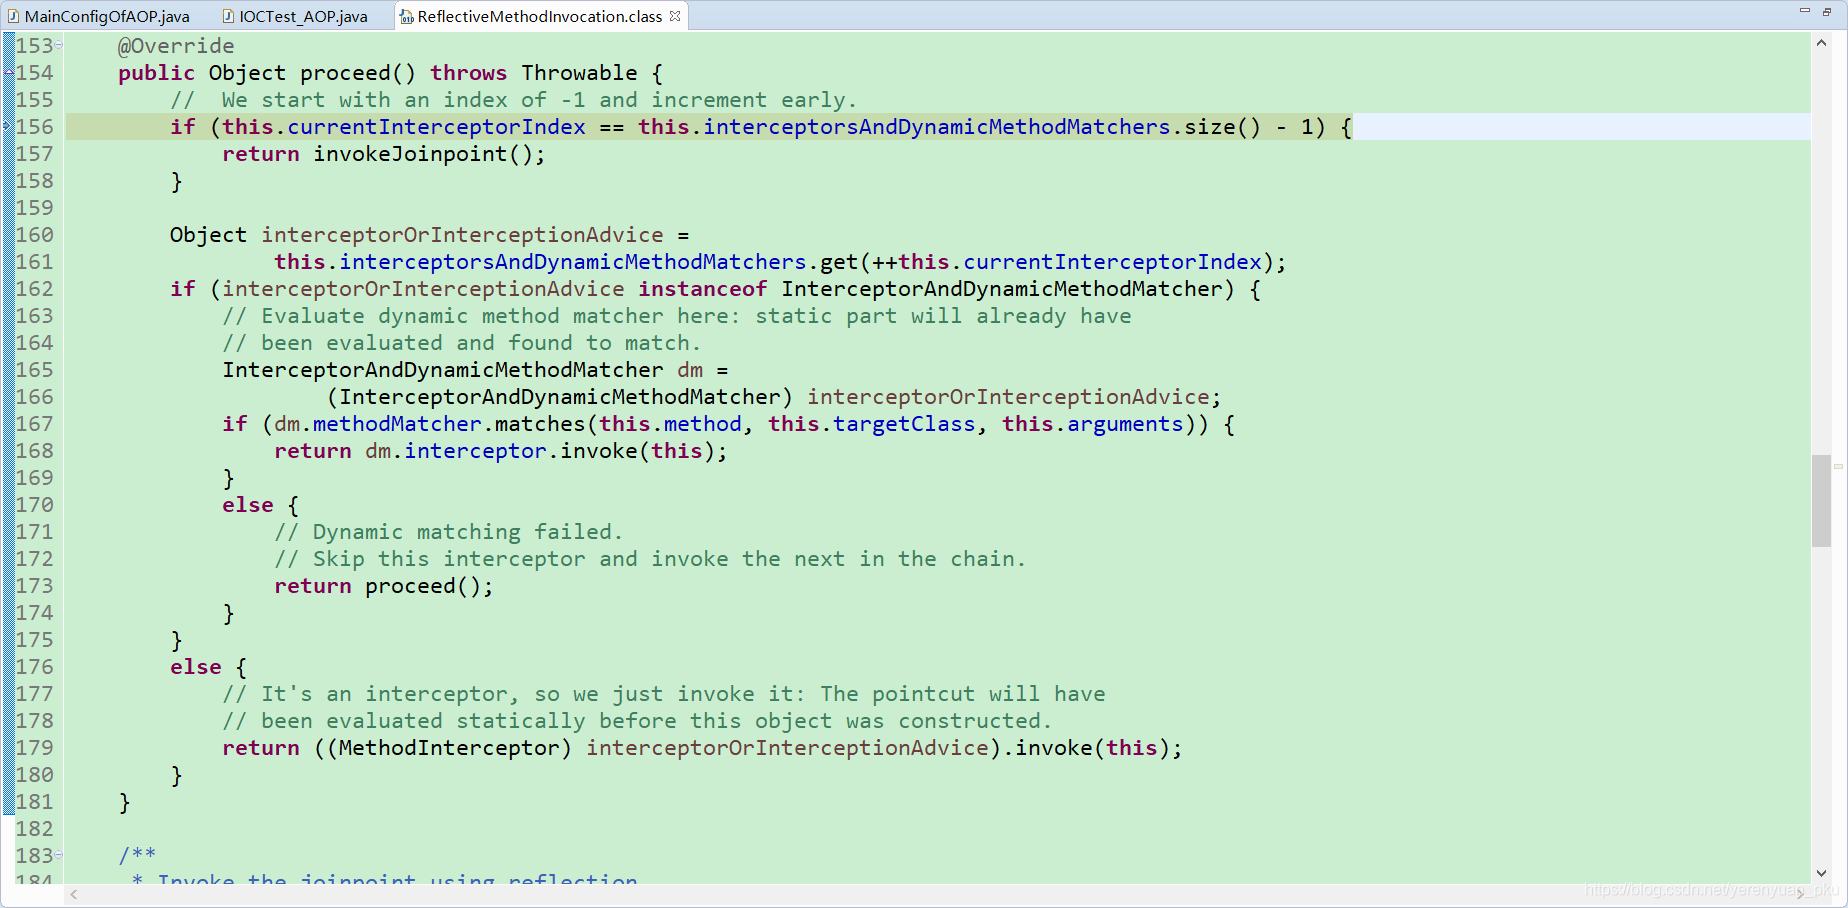 MainConfigOfAOP.java IOCTest_AOP.java ReflectiveMethodInvocation.class
153 @Override
154 public Object proceed() throws Throwable {
155 //  We start with an index of -1 and increment early.
156 if (this.currentInterceptorIndex == this.interceptorsAndDynamicMethodMatchers.size() - 1) {
157 return invokeJoinpoint();
158 }
159
160 Object interceptorOrInterceptionAdvice =
161 this.interceptorsAndDynamicMethodMatchers.get(++this.currentInterceptorIndex);
162 if (interceptorOrInterceptionAdvice instanceof InterceptorAndDynamicMethodMatcher) {
163 // Evaluate dynamic method matcher here: static part will already have
164 // been evaluated and found to match.
165 InterceptorAndDynamicMethodMatcher dm =
166 (InterceptorAndDynamicMethodMatcher) interceptorOrInterceptionAdvice;
167 if (dm.methodMatcher.matches(this.method, this.targetClass, this.arguments)) {
168 return dm.interceptor.invoke(this);
169 }
170 else {
171 // Dynamic matching failed.
172 // Skip this interceptor and invoke the next in the chain.
173 return proceed();
174 }
175 }
176 else {
177 // It's an interceptor, so we just invoke it: The pointcut will have
178 // been evaluated statically before this object was constructed.
179 return ((MethodInterceptor) interceptorOrInterceptionAdvice).invoke(this);
180 }
181 }
182
183 /**
184 * Invoke the joinpoint using reflection.
https://blog.csdn.net/yerenyuan_pku